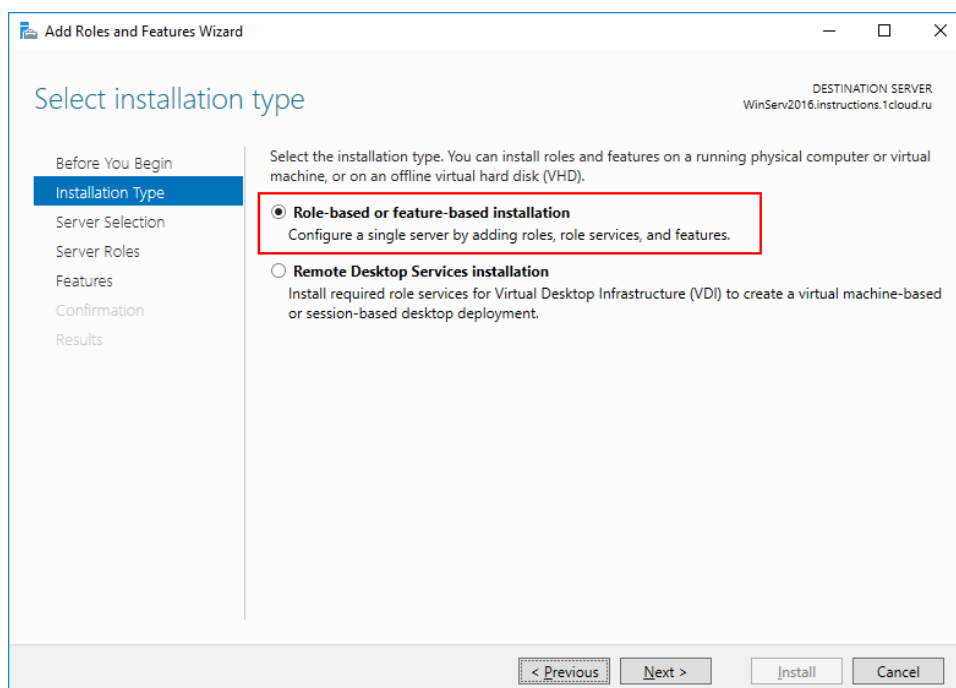 Add Roles and Features Wizard
Select installation type
DESTINATION SERVER
WinServ2016.instructions.1cloud.ru
Before You Begin
Installation Type
Server Selection
Server Roles
Features
Confirmation
Results
Select the installation type. You can install roles and features on a running physical computer or virtual
machine, or on an offline virtual hard disk (VHD).
Role-based or feature-based installation
Configure a single server by adding roles, role services, and features.
Remote Desktop Services installation
Install required role services for Virtual Desktop Infrastructure (VDI) to create a virtual machine-based
or session-based desktop deployment.
< Previous
Next >
Install
Cancel